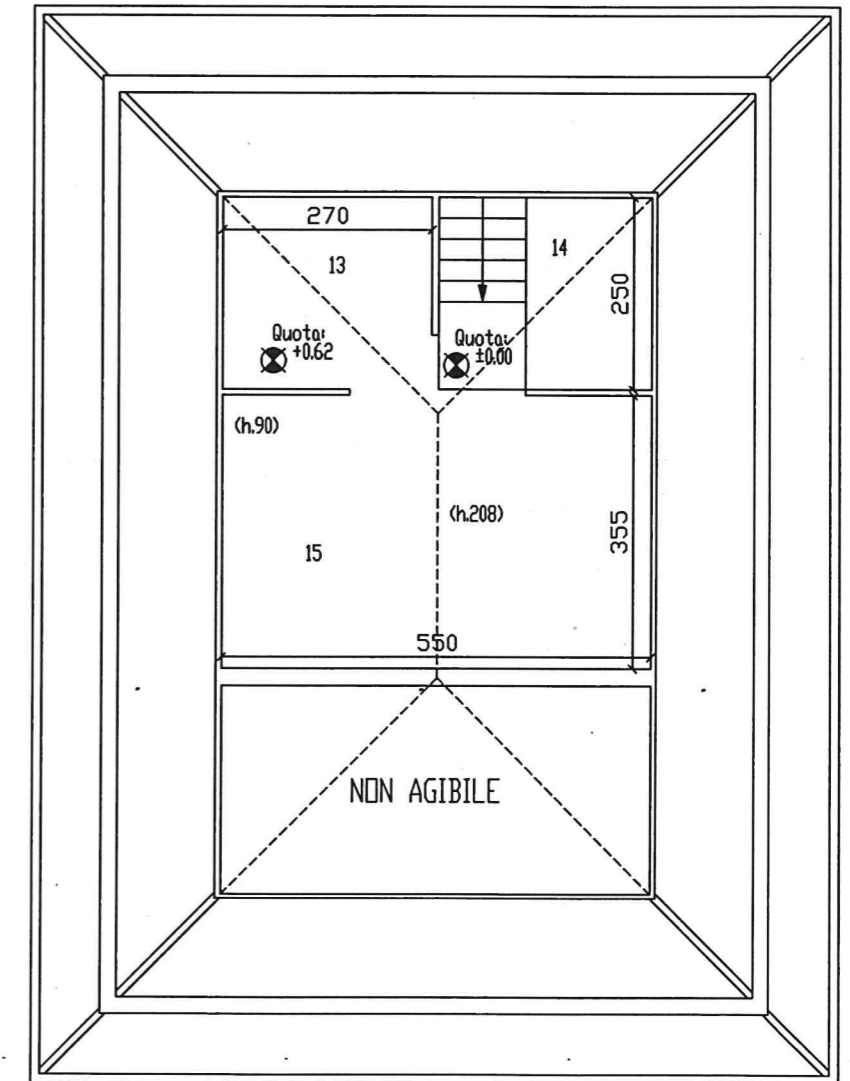 270
13
14
250
Quota:
+0.62
Quota:
±0.00
(h.90)
(h.208)
355
15
550
NON AGIBILE